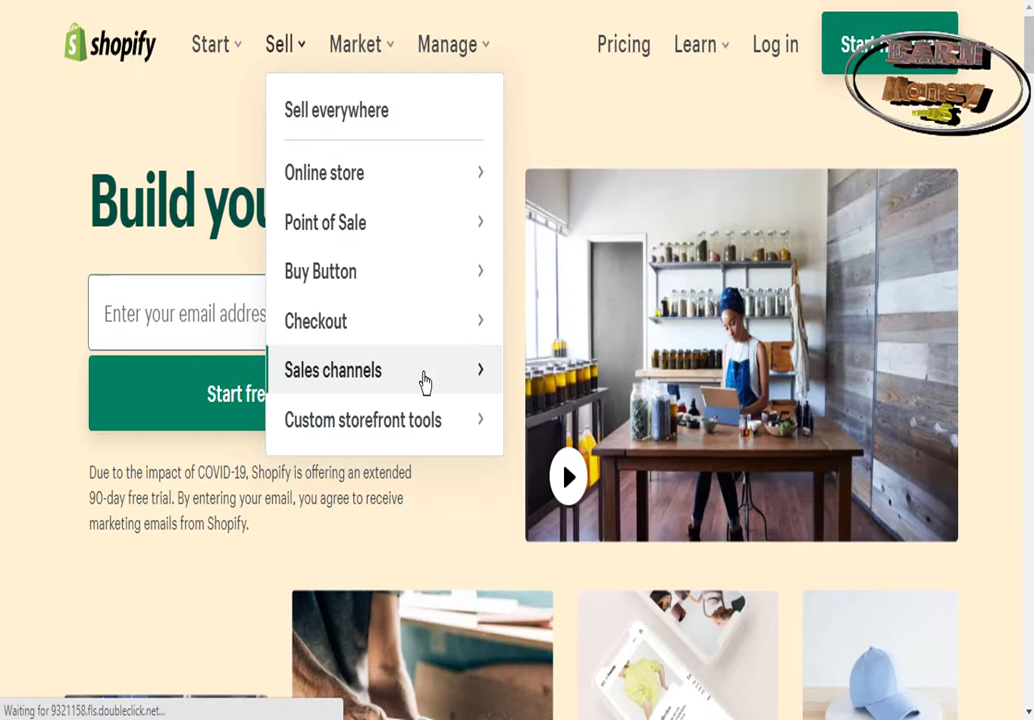 shopify
Start
Sell
Market
Manage
Pricing
Learn
Log in
Sell everywhere
Online store
Point of Sale
Buy Button
Checkout
Sales channels
Custom storefront tools
Build you
Enter your email addres
Start fre
Due to the impact of COVID-19, Shopify is offering an extended
90-day free trial. By entering your email, you agree to receive
marketing emails from Shopify.
Star
EARN
Money
Waiting for 9321158.fls.doubleclick.net...